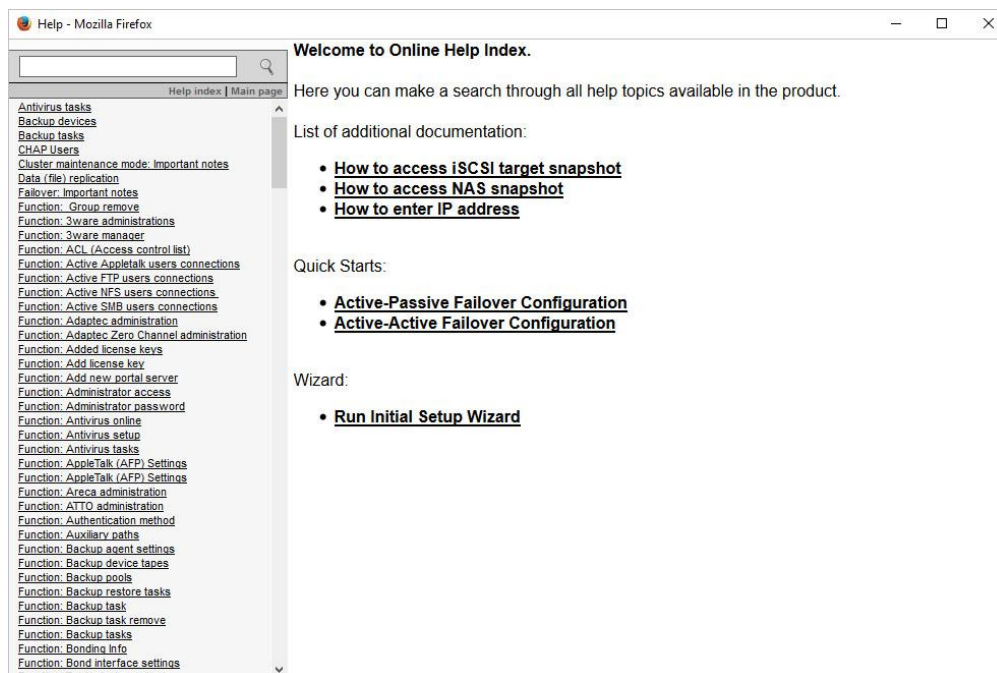 Help - Mozilla Firefox
Help index | Main page
Antivirus tasks
Backup devices
Backup tasks
CHAP Users
Cluster maintenance mode: Important notes
Data (file) replication
Failover: Important notes
Function:  Group remove
Function: 3ware administrations
Function: 3ware manager
Function: ACL (Access control list)
Function: Active Appletalk users connections
Function: Active FTP users connections
Function: Active NFS users connections
Function: Active SMB users connections
Function: Adaptec administration
Function: Adaptec Zero Channel administration
Function: Added license keys
Function: Add license key
Function: Add new portal server
Function: Administrator access
Function: Administrator password
Function: Antivirus online
Function: Antivirus setup
Function: Antivirus tasks
Function: AppleTalk (AFP) Settings
Function: AppleTalk (AFP) Settings
Function: Areca administration
Function: ATTO administration
Function: Authentication method
Function: Auxiliary paths
Function: Backup agent settings
Function: Backup device tapes
Function: Backup pools
Function: Backup restore tasks
Function: Backup task
Function: Backup task remove
Function: Backup tasks
Function: Bonding Info
Function: Bond interface settings
Welcome to Online Help Index.
Here you can make a search through all help topics available in the product.
List of additional documentation:
• How to access iSCSI target snapshot
• How to access NAS snapshot
• How to enter IP address
Quick Starts:
• Active-Passive Failover Configuration
• Active-Active Failover Configuration
Wizard:
• Run Initial Setup Wizard